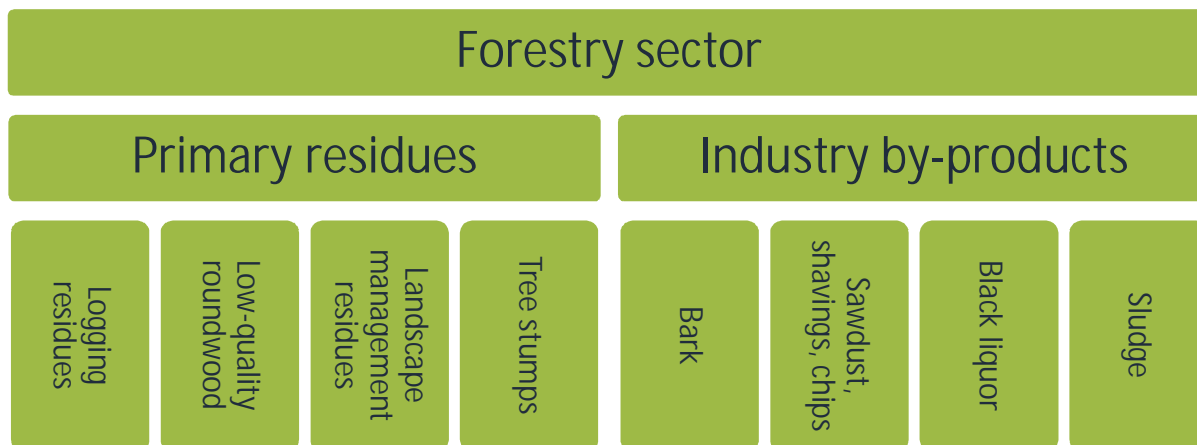 Forestry sector
Primary residues
Industry by-products
Logging
residues
Low-quality
roundwood
Landscape
management
residues
Tree stumps
Bark
Sawdust,
shavings, chips
Black liquor
Sludge